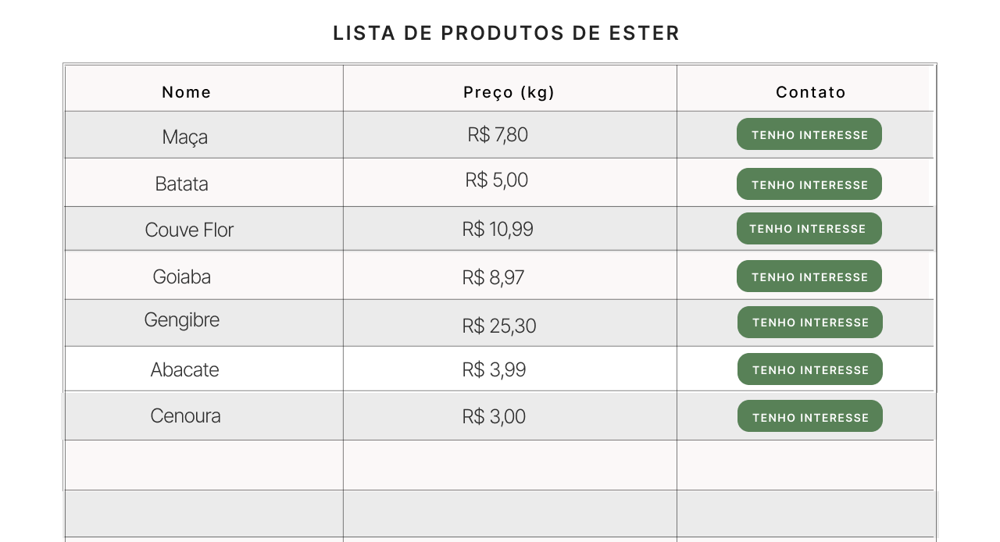 LISTA DE PRODUTOS DE ESTER
Nome Preço (kg) Contato
Maça R$ 7,80 TENHO INTERESSE
Batata R$ 5,00 TENHO INTERESSE
Couve Flor R$ 10,99 TENHO INTERESSE
Goiaba R$ 8,97 TENHO INTERESSE
Gengibre R$ 25,30 TENHO INTERESSE
Abacate R$ 3,99 TENHO INTERESSE
Cenoura R$ 3,00 TENHO INTERESSE